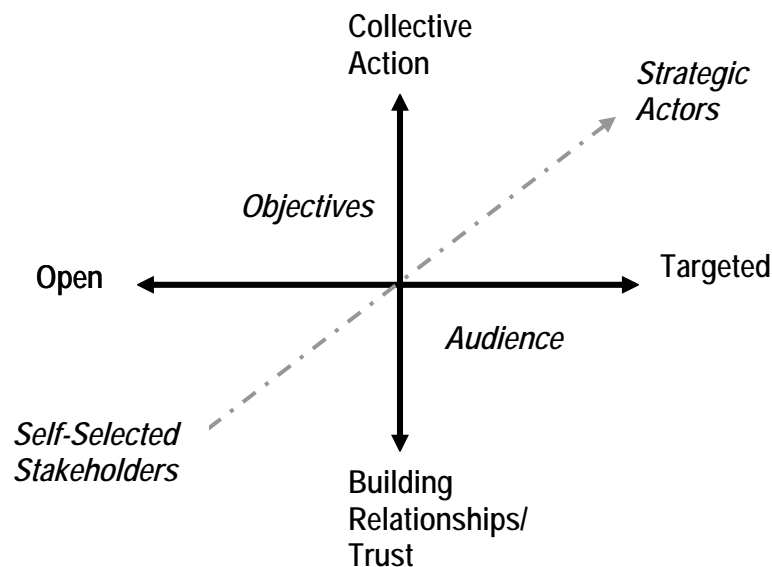 Collective
Action
Strategic
Actors
Objectives
Open
Targeted
Audience
Self-Selected
Stakeholders
Building
Relationships/
Trust